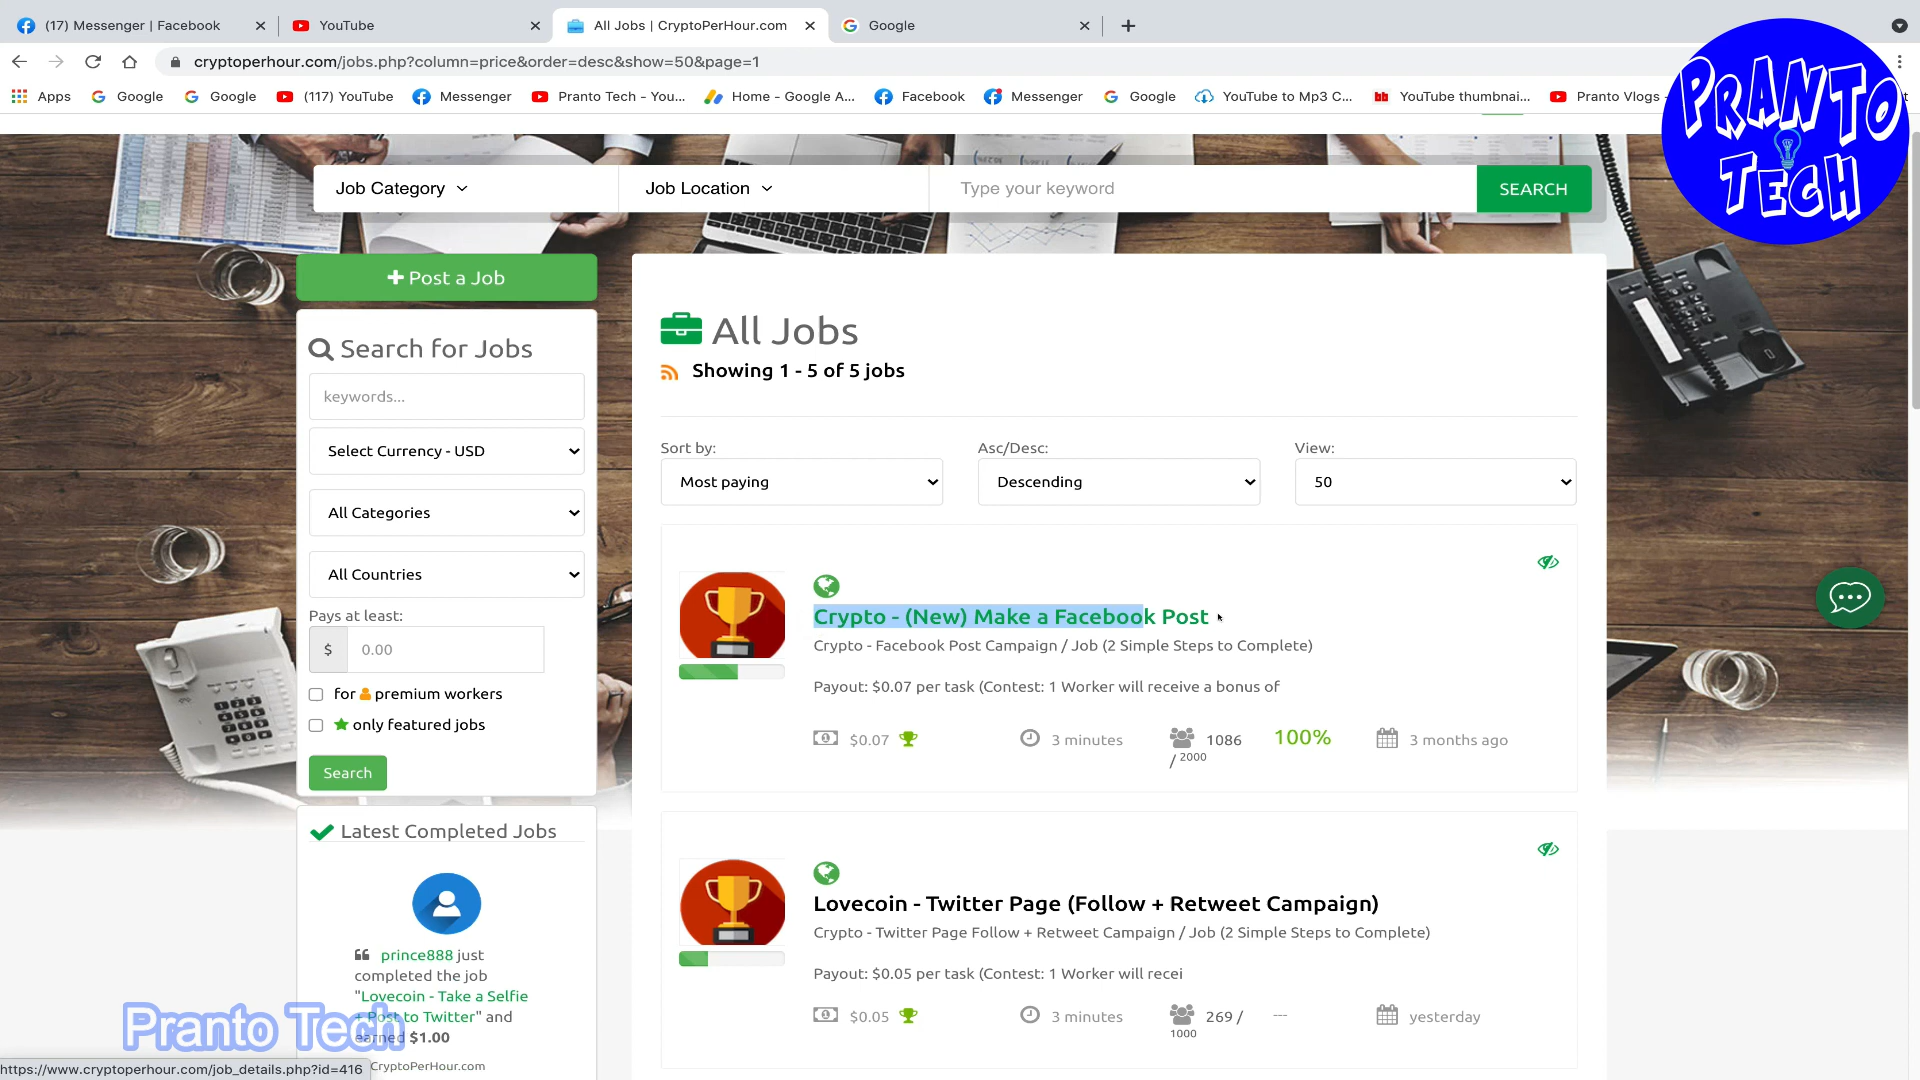 (17) Messenger | Facebook
YouTube
All Jobs | CryptoPerHour.com
Google
cryptoperhour.com/jobs.php?column=price&order=desc&show=50&page=1
Apps
Google
Google
(117) YouTube
Messenger
Pranto Tech - You...
Home - Google A...
Facebook
Messenger
Google
YouTube to Mp3 C...
YouTube thumbnai...
Pranto Vlogs -
PRANTO
TECH
Job Category
Job Location
Type your keyword
SEARCH
Post a Job
Search for Jobs
keywords...
Select Currency - USD
All Categories
All Countries
Pays at least:
$ 0.00
for premium workers
only featured jobs
Search
Latest Completed Jobs
prince888 just
completed the job
"Lovecoin - Take a Selfie
+ Post to Twitter" and
earned $1.00
CryptoPerHour.com
Pranto Tech
https://www.cryptoperhour.com/job_details.php?id=416
All Jobs
Showing 1 - 5 of 5 jobs
Sort by:
Most paying
Asc/Desc:
Descending
View:
50
Crypto - (New) Make a Facebook Post
Crypto - Facebook Post Campaign / Job (2 Simple Steps to Complete)
Payout: $0.07 per task (Contest: 1 Worker will receive a bonus of
$0.07
3 minutes
1086
/ 2000
100%
3 months ago
Lovecoin - Twitter Page (Follow + Retweet Campaign)
Crypto - Twitter Page Follow + Retweet Campaign / Job (2 Simple Steps to Complete)
Payout: $0.05 per task (Contest: 1 Worker will recei
$0.05
3 minutes
269 /
1000
---
yesterday